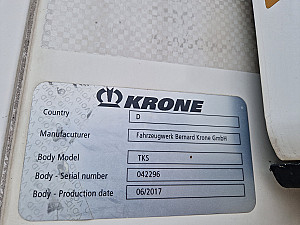 KRONE
Country D
Manufacturer Fahrzeugwerk Bernard Krone GmbH
Body Model TKS
Body - Serial number 042296
Body - Production date 06/2017